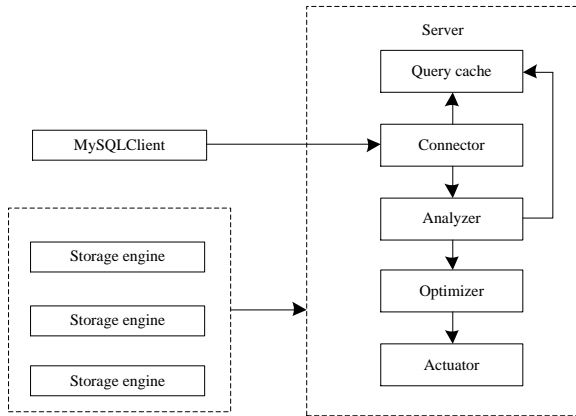 Server
Query cache
MySQLClient
Connector
Analyzer
Storage engine
Optimizer
Storage engine
Actuator
Storage engine